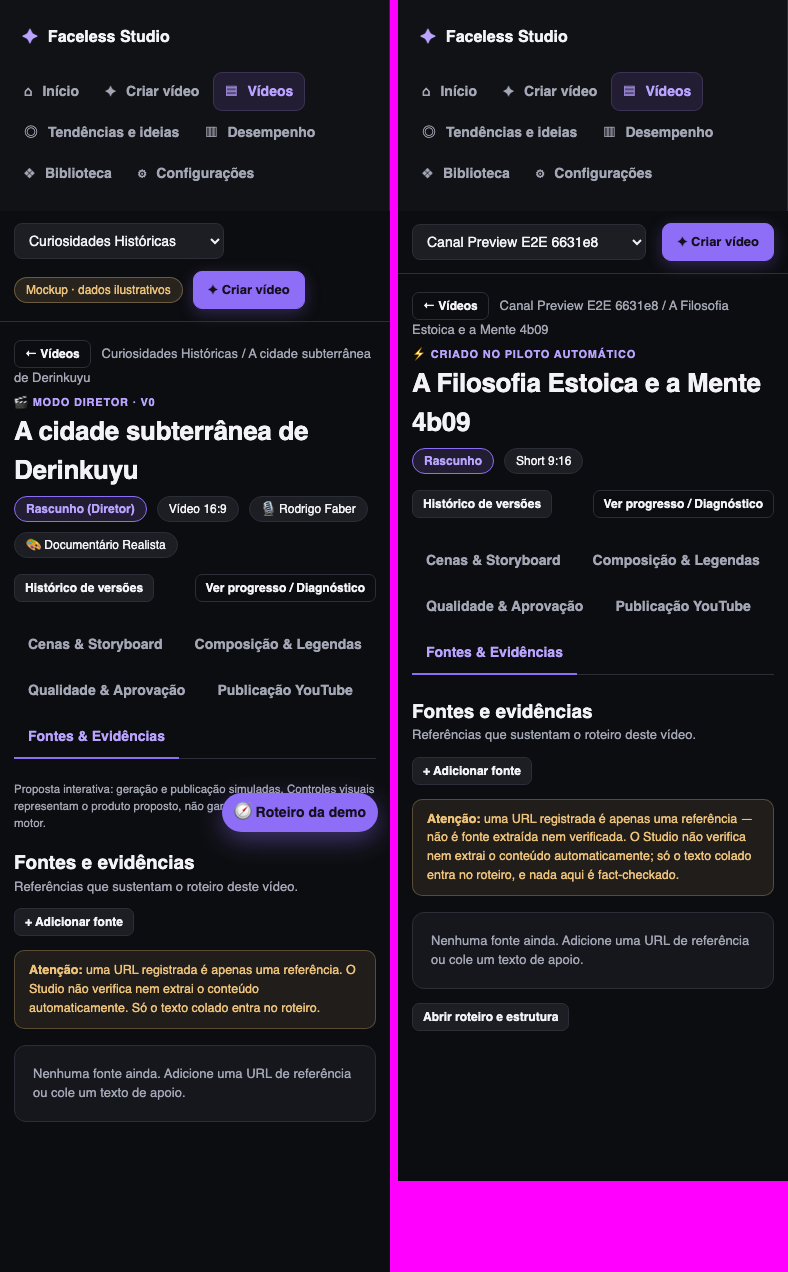 Faceless Studio
Início
Criar vídeo
Vídeos
Tendências e ideias
Desempenho
Biblioteca
Configurações
Curiosidades Históricas
Mockup · dados ilustrativos
✦ Criar vídeo
← Vídeos Curiosidades Históricas / A cidade subterrânea
de Derinkuyu
🎬 MODO DIRETOR · V0
A cidade subterrânea de
Derinkuyu
Rascunho (Diretor)
Vídeo 16:9
🎙️ Rodrigo Faber
🎨 Documentário Realista
Histórico de versões
Ver progresso / Diagnóstico
Cenas & Storyboard
Composição & Legendas
Qualidade & Aprovação
Publicação YouTube
Fontes & Evidências
Proposta interativa: geração e publicação simuladas. Controles visuais
representam o produto proposto, não
motor.
🧭 Roteiro da demo
Fontes e evidências
Referências que sustentam o roteiro deste vídeo.
+ Adicionar fonte
Atenção: uma URL registrada é apenas uma referência. O
Studio não verifica nem extrai o conteúdo
automaticamente. Só o texto colado entra no roteiro.
Nenhuma fonte ainda. Adicione uma URL de referência
ou cole um texto de apoio.
Faceless Studio
Início
Criar vídeo
Vídeos
Tendências e ideias
Desempenho
Biblioteca
Configurações
Canal Preview E2E 6631e8
✦ Criar vídeo
← Vídeos Canal Preview E2E 6631e8 / A Filosofia
Estoica e a Mente 4b09
⚡ CRIADO NO PILOTO AUTOMÁTICO
A Filosofia Estoica e a Mente
4b09
Rascunho
Short 9:16
Histórico de versões
Ver progresso / Diagnóstico
Cenas & Storyboard
Composição & Legendas
Qualidade & Aprovação
Publicação YouTube
Fontes & Evidências
Fontes e evidências
Referências que sustentam o roteiro deste vídeo.
+ Adicionar fonte
Atenção: uma URL registrada é apenas uma referência —
não é fonte extraída nem verificada. O Studio não verifica
nem extrai o conteúdo automaticamente; só o texto colado
entra no roteiro, e nada aqui é fact-checkado.
Nenhuma fonte ainda. Adicione uma URL de referência
ou cole um texto de apoio.
Abrir roteiro e estrutura